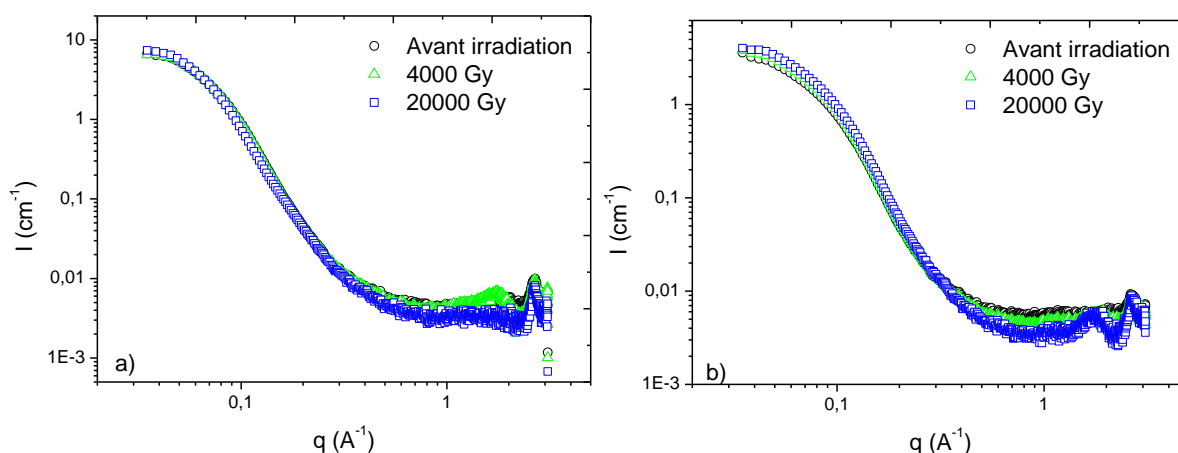 10
1
0,1
0,01
1E-3
I (cm-1)
Avant irradiation
4000 Gy
20000 Gy
a)
0,1
1
q (A-1)
1
0,1
0,01
1E-3
I (cm-1)
Avant irradiation
4000 Gy
20000 Gy
b)
0,1
1
q (A-1)